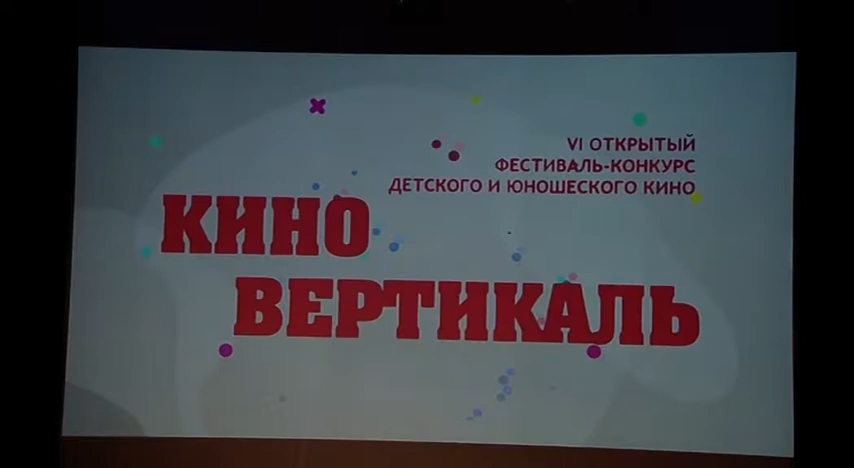 VI ОТКРЫТЫЙ
ФЕСТИВАЛЬ-КОНКУРС
ДЕТСКОГО И ЮНОШЕСКОГО КИНО
КИНО
ВЕРТИКАЛЬ